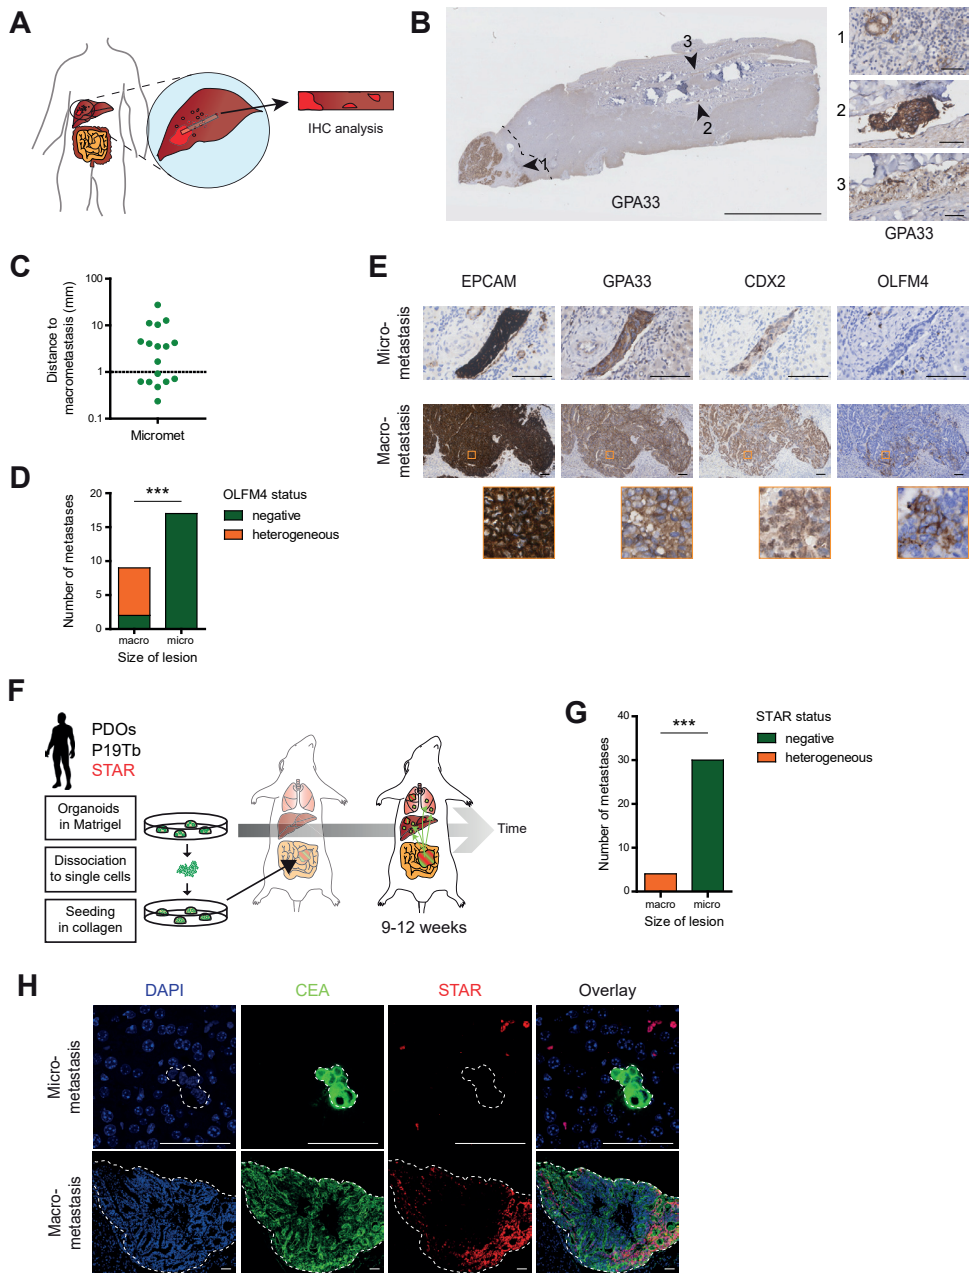 A
IHC analysis
B
3
1
2
GPA33
1
2
3
GPA33
C
Distance to
macrometastasis (mm)
100
10
1
0.1
Micromet
D
Number of metastases
20
15
10
5
0
***
macro
micro
Size of lesion
OLFM4 status
negative
heterogeneous
E
EPCAM
GPA33
CDX2
OLFM4
Micro-
metastasis
Macro-
metastasis
F
PDOs
P19Tb
STAR
Organoids
in Matrigel
Dissociation
to single cells
Seeding
in collagen
Time
9-12 weeks
G
Number of metastases
40
30
20
10
0
***
macro
micro
Size of lesion
STAR status
negative
heterogeneous
H
DAPI
CEA
STAR
Overlay
Micro-
metastasis
Macro-
metastasis